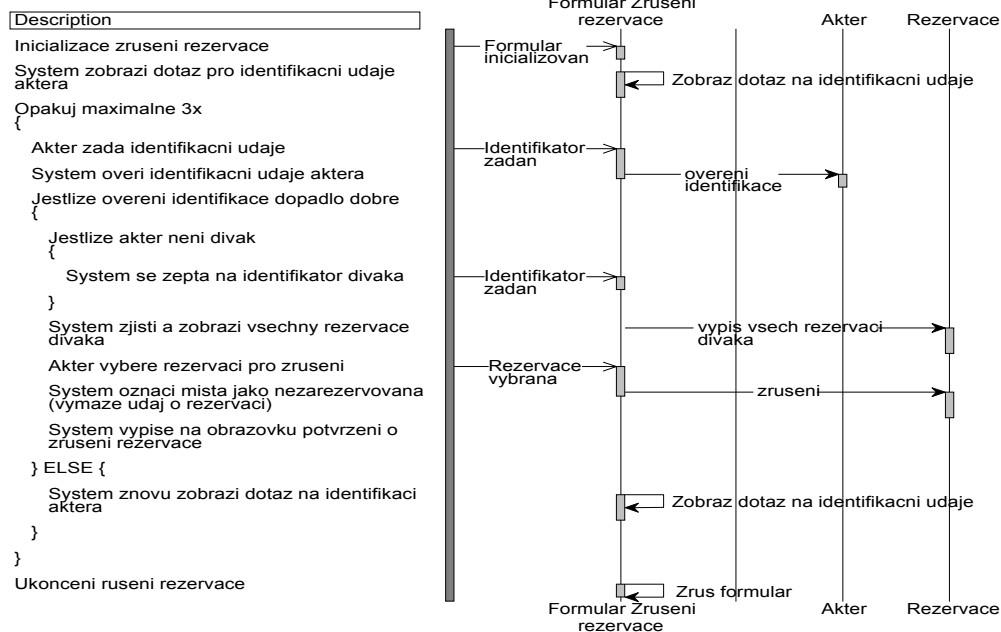 Formular Zruseni
rezervace
Akter
Rezervace
Description
Inicializace zruseni rezervace
Formular
inicializovan
System zobrazi dotaz pro identifikacni udaje
aktera
Zobraz dotaz na identifikacni udaje
Opakuj maximalne 3x
{
Akter zada identifikacni udaje
Identifikator
zadan
System overi identifikacni udaje aktera
overeni
identifikace
Jestlize overeni identifikace dopadlo dobre
{
Jestlize akter neni divak
{
System se zepta na identifikator divaka
Identifikator
zadan
}
System zjisti a zobrazi vsechny rezervace
divaka
vypis vsech rezervaci
divaka
Akter vybere rezervaci pro zruseni
Rezervace
vybrana
System oznaci mista jako nezarezervovana
(vymaze udaj o rezervaci)
zruseni
System vypise na obrazovku potvrzeni o
zruseni rezervace
} ELSE {
System znovu zobrazi dotaz na identifikaci
aktera
Zobraz dotaz na identifikacni udaje
}
}
Ukonceni ruseni rezervace
Zrus formular
Formular Zruseni
rezervace
Akter
Rezervace